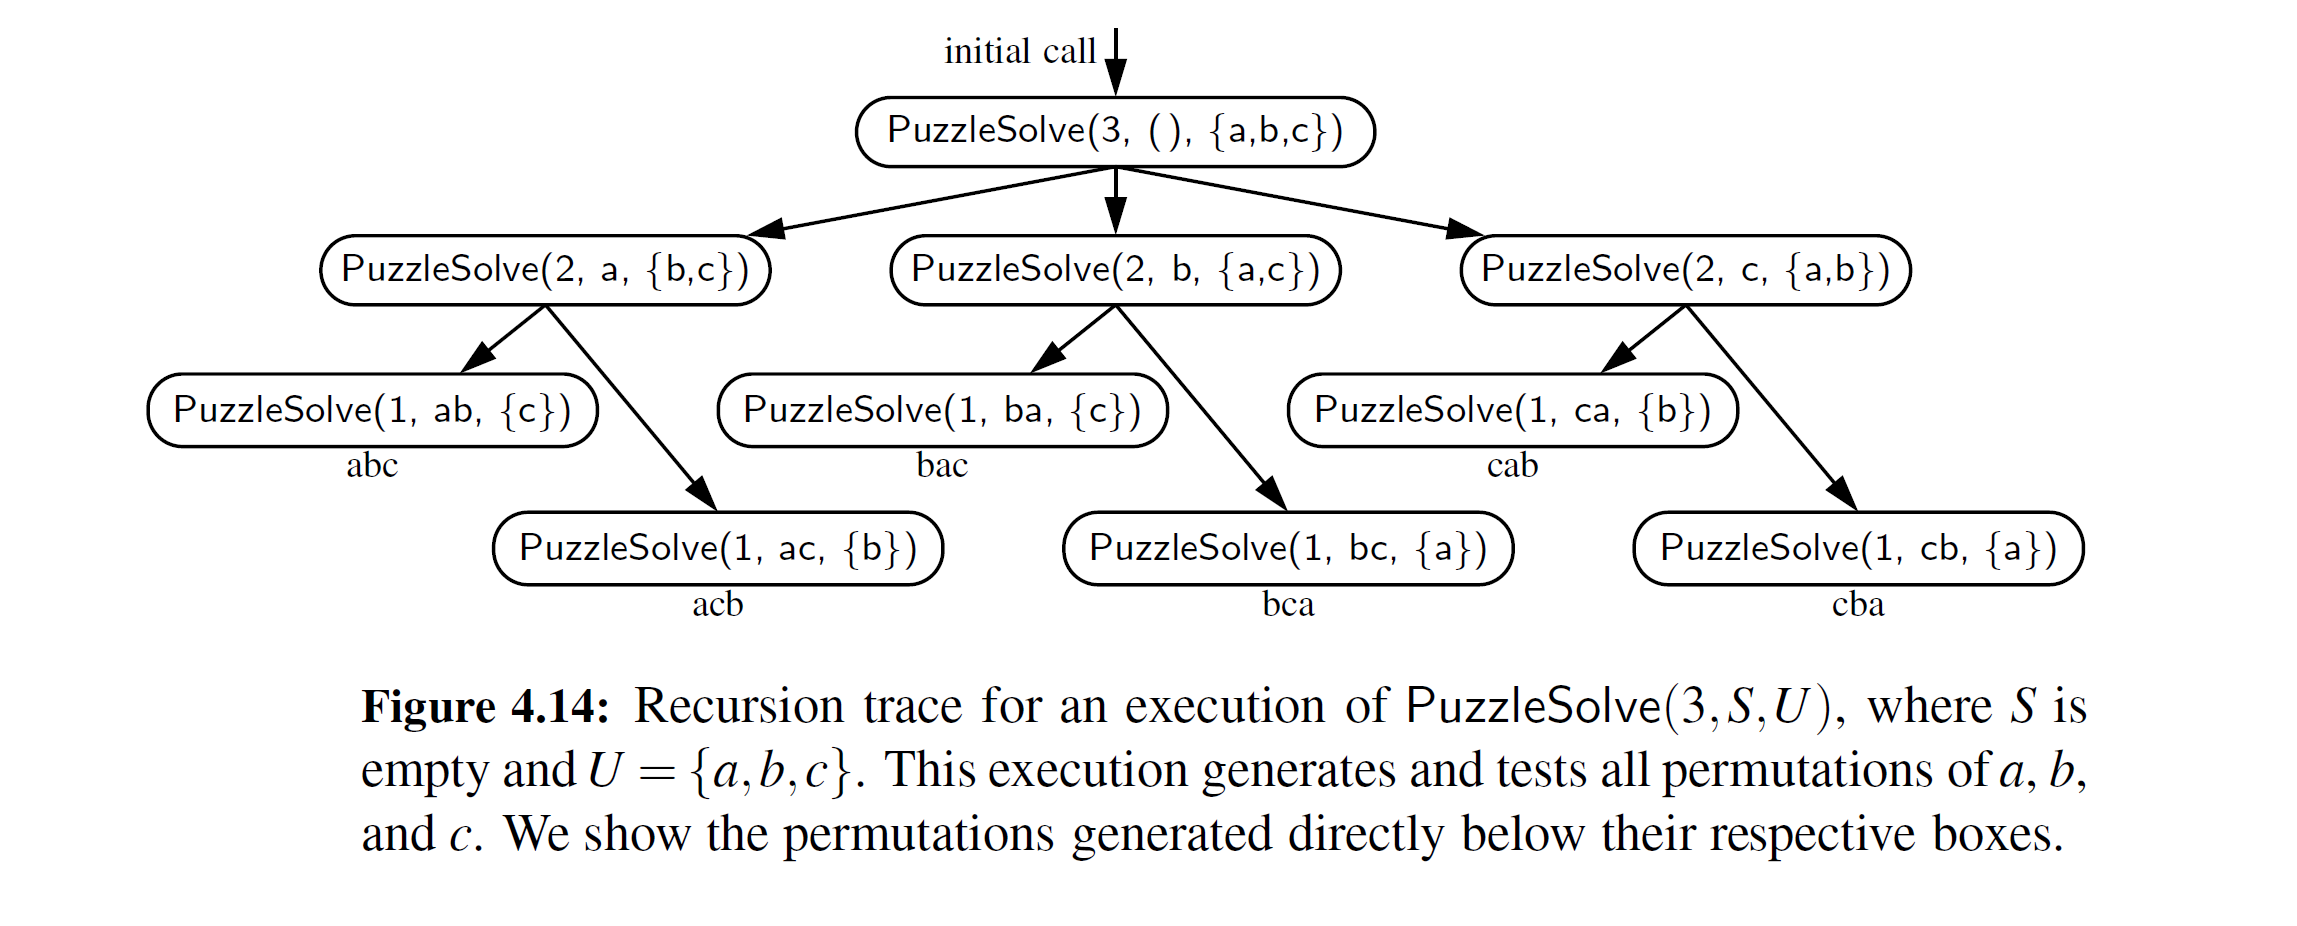 initial call
PuzzleSolve(3, (), {a,b,c})
PuzzleSolve(2, a, {b,c})
PuzzleSolve(2, b, {a,c})
PuzzleSolve(2, c, {a,b})
PuzzleSolve(1, ab, {c})
abc
PuzzleSolve(1, ba, {c})
bac
PuzzleSolve(1, ca, {b})
cab
PuzzleSolve(1, ac, {b})
acb
PuzzleSolve(1, bc, {a})
bca
PuzzleSolve(1, cb, {a})
cba
Figure 4.14: Recursion trace for an execution of PuzzleSolve(3,S,U), where S is
empty and U = {a,b,c}. This execution generates and tests all permutations of a, b,
and c. We show the permutations generated directly below their respective boxes.